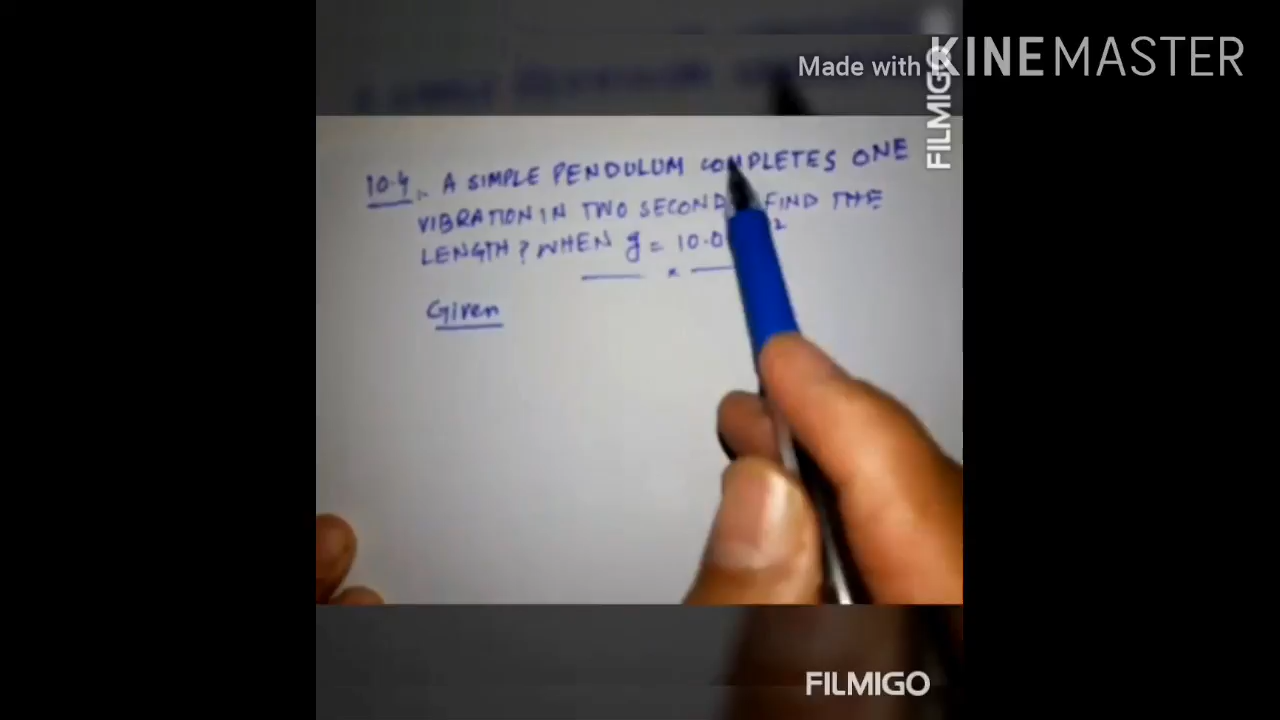 Made with KINEMASTER
FILMIGO
10.4:- A SIMPLE PENDULUM COMPLETES ONE
VIBRATION IN TWO SECOND FIND THE
LENGTH? WHEN g = 10.0 2
Given
FILMIGO